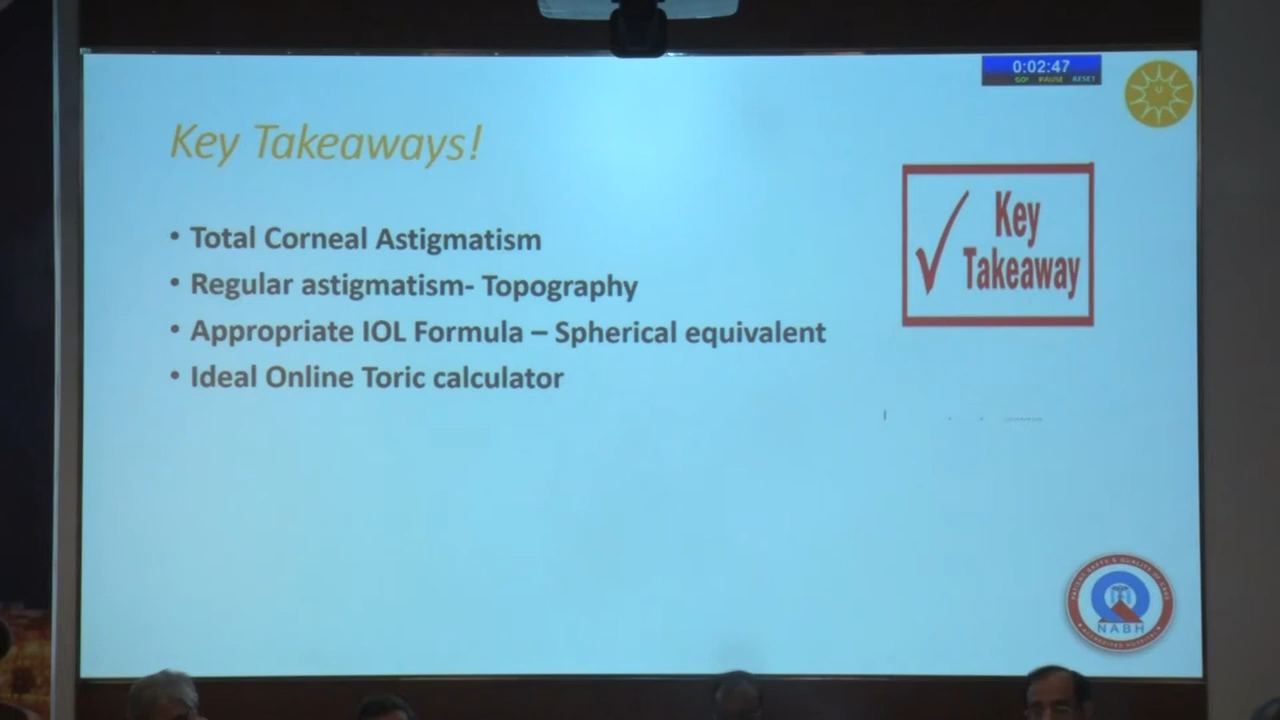 0:02:47
GO! PAUSE RESET
Key Takeaways!
• Total Corneal Astigmatism
• Regular astigmatism- Topography
• Appropriate IOL Formula – Spherical equivalent
• Ideal Online Toric calculator
Key
Takeaway
NABH